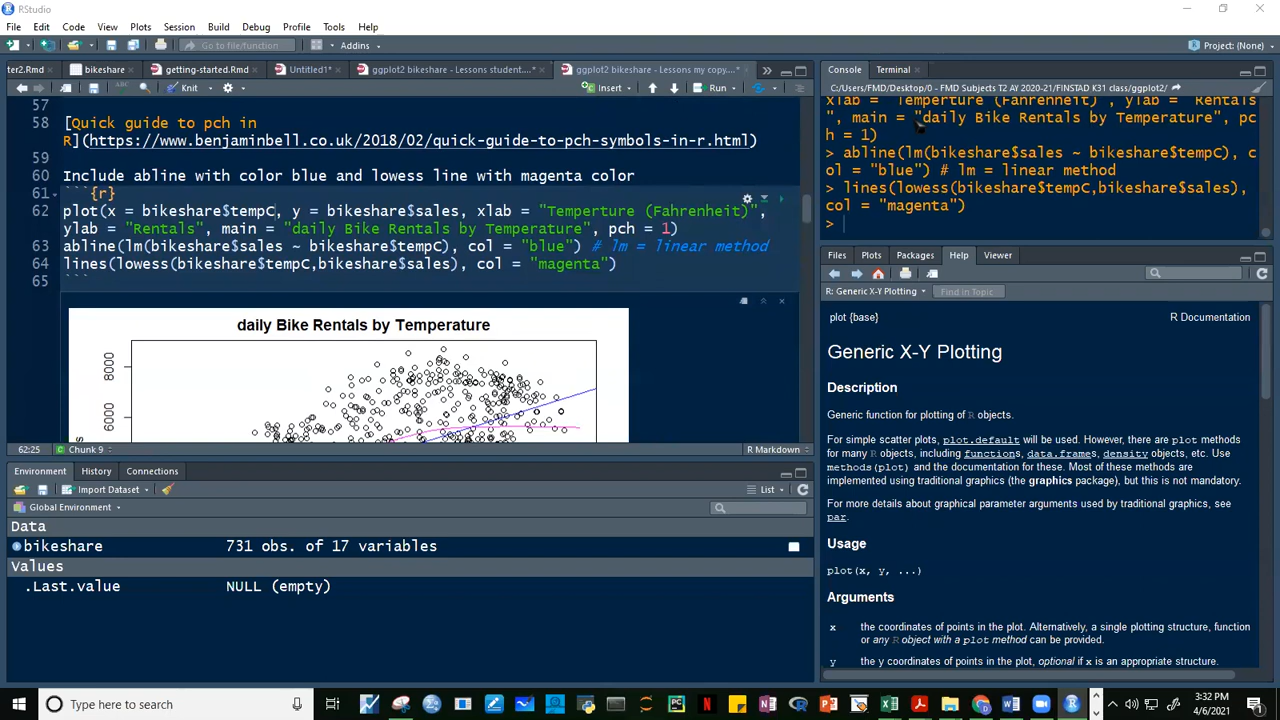 RStudio
File Edit Code View Plots Session Build Debug Profile Tools Help
Go to file/function Addins Project: (None)
ter2.Rmd bikeshare getting-started.Rmd Untitled1* ggplot2 bikeshare - Lessons student.... ggplot2 bikeshare - Lessons my copy....*
Knit Insert Run
57
58 [Quick guide to pch in
R](https://www.benjaminbell.co.uk/2018/02/quick-guide-to-pch-symbols-in-r.html)
59
60 Include abline with color blue and lowess line with magenta color
61 ```{r}
62 plot(x = bikeshare$tempC, y = bikeshare$sales, xlab = "Temperture (Fahrenheit)",
ylab = "Rentals", main = "daily Bike Rentals by Temperature", pch = 1)
63 abline(lm(bikeshare$sales ~ bikeshare$tempC), col = "blue") # lm = linear method
64 lines(lowess(bikeshare$tempC,bikeshare$sales), col = "magenta")
65 ```
daily Bike Rentals by Temperature
8000
6000
62:25 Chunk 9 R Markdown
Environment History Connections
Import Dataset List
Global Environment
Data
bikeshare 731 obs. of 17 variables
Values
.Last.value NULL (empty)
Console Terminal
C:/Users/FMD/Desktop/0 - FMD Subjects T2 AY 2020-21/FINSTAD K31 class/ggplot2/
xlab = "Temperture (Fahrenheit)", ylab = "Rentals
", main = "daily Bike Rentals by Temperature", pc
h = 1)
> abline(lm(bikeshare$sales ~ bikeshare$tempC), c
ol = "blue") # lm = linear method
> lines(lowess(bikeshare$tempC,bikeshare$sales),
col = "magenta")
>
Files Plots Packages Help Viewer
R: Generic X-Y Plotting Find in Topic
plot {base} R Documentation
Generic X-Y Plotting
Description
Generic function for plotting of R objects.
For simple scatter plots, plot.default will be used. However, there are plot methods
for many R objects, including functions, data.frames, density objects, etc. Use
methods(plot) and the documentation for these. Most of these methods are
implemented using traditional graphics (the graphics package), but this is not mandatory.
For more details about graphical parameter arguments used by traditional graphics, see
par.
Usage
plot(x, y, ...)
Arguments
x the coordinates of points in the plot. Alternatively, a single plotting structure, function
or any R object with a plot method can be provided.
y the y coordinates of points in the plot, optional if x is an appropriate structure.
Type here to search
3:32 PM
4/6/2021